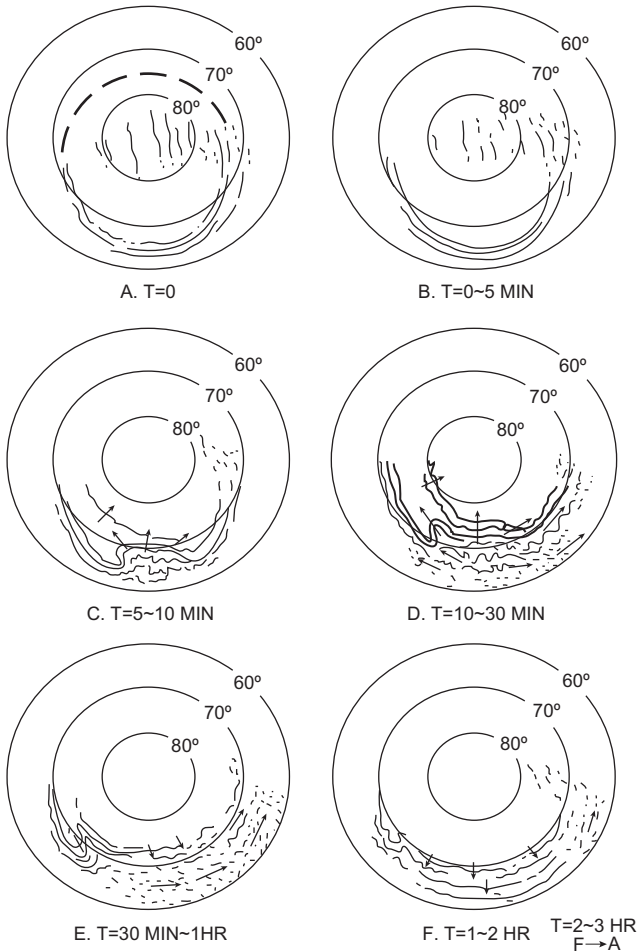 60º
70º
80º
A. T=0
60º
70º
80º
B. T=0~5 MIN
60º
70º
80º
C. T=5~10 MIN
60º
70º
80º
D. T=10~30 MIN
60º
70º
80º
E. T=30 MIN~1HR
60º
70º
80º
F. T=1~2 HR
T=2~3 HR
F→A